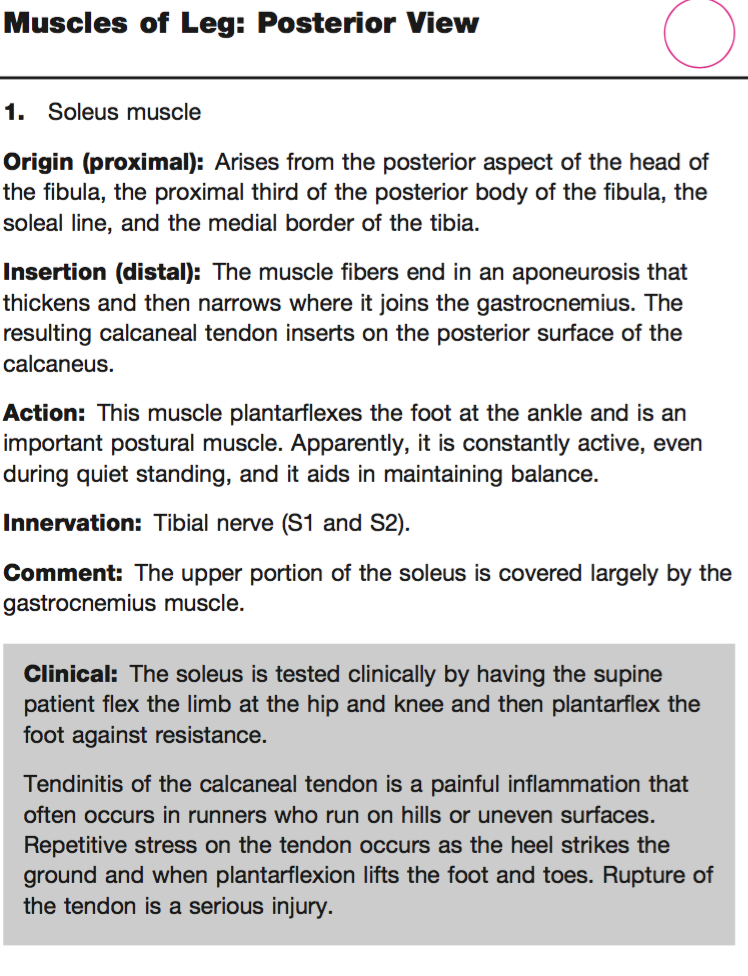 Muscles of Leg: Posterior View
1. Soleus muscle
Origin (proximal): Arises from the posterior aspect of the head of
the fibula, the proximal third of the posterior body of the fibula, the
soleal line, and the medial border of the tibia.
Insertion (distal): The muscle fibers end in an aponeurosis that
thickens and then narrows where it joins the gastrocnemius. The
resulting calcaneal tendon inserts on the posterior surface of the
calcaneus.
Action: This muscle plantarflexes the foot at the ankle and is an
important postural muscle. Apparently, it is constantly active, even
during quiet standing, and it aids in maintaining balance.
Innervation: Tibial nerve (S1 and S2).
Comment: The upper portion of the soleus is covered largely by the
gastrocnemius muscle.
Clinical: The soleus is tested clinically by having the supine
patient flex the limb at the hip and knee and then plantarflex the
foot against resistance.
Tendinitis of the calcaneal tendon is a painful inflammation that
often occurs in runners who run on hills or uneven surfaces.
Repetitive stress on the tendon occurs as the heel strikes the
ground and when plantarflexion lifts the foot and toes. Rupture of
the tendon is a serious injury.